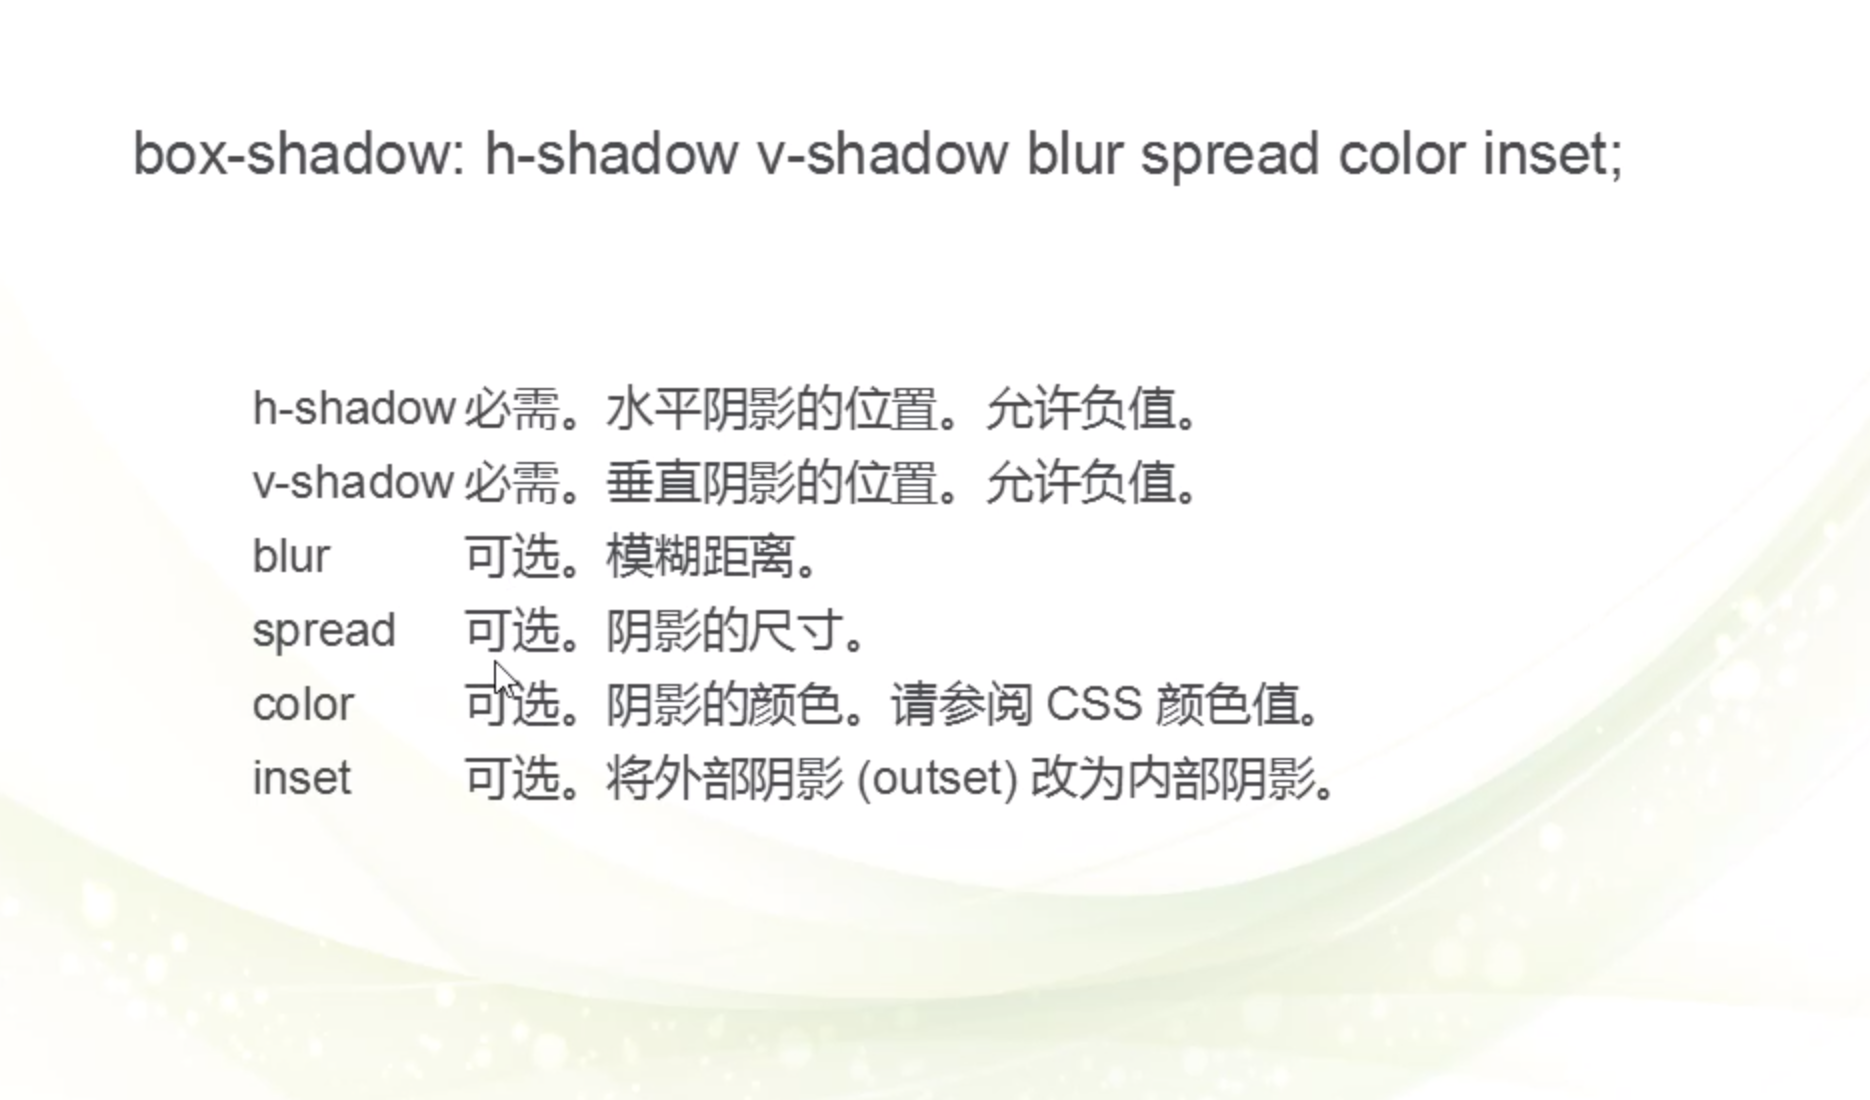 box-shadow: h-shadow v-shadow blur spread color inset;
h-shadow 必需。水平阴影的位置。允许负值。
v-shadow 必需。垂直阴影的位置。允许负值。
blur 可选。模糊距离。
spread 可选。阴影的尺寸。
color 可选。阴影的颜色。请参阅 CSS 颜色值。
inset 可选。将外部阴影 (outset) 改为内部阴影。